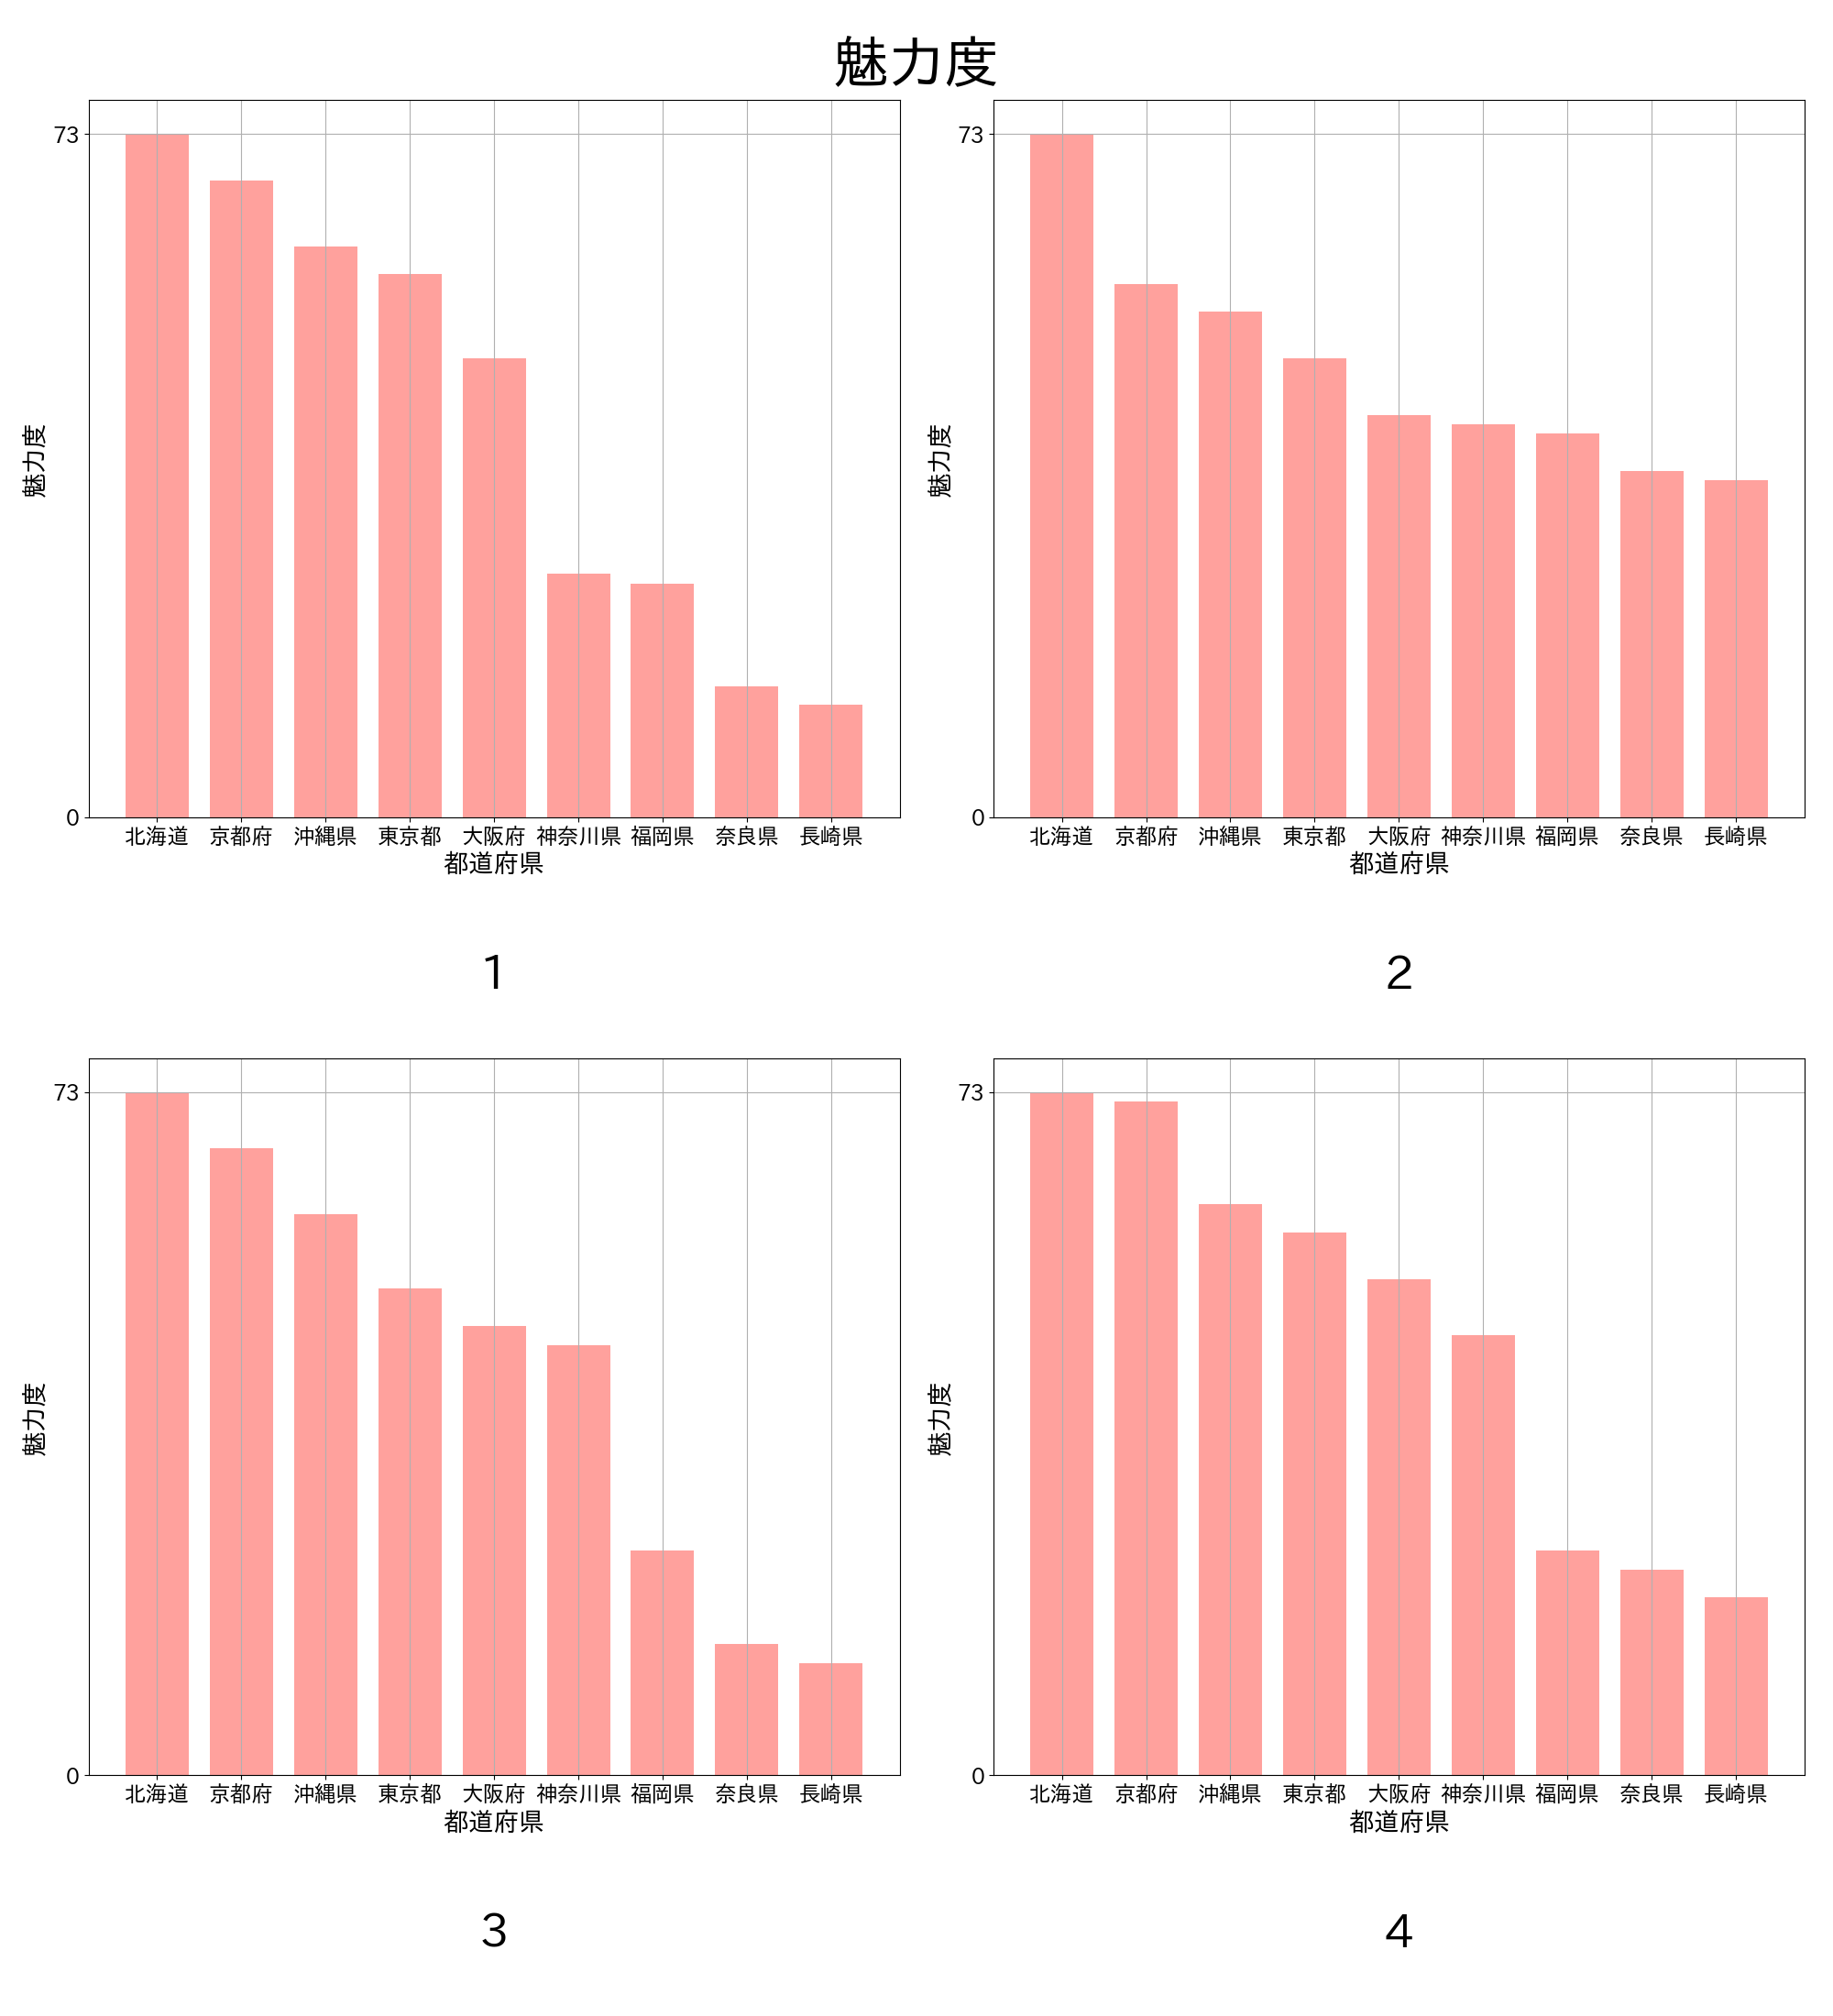 魅力度
73
73
魅力度
魅力度
0
0
北海道 京都府 沖縄県 東京都 大阪府 神奈川県 福岡県 奈良県 長崎県
北海道 京都府 沖縄県 東京都 大阪府 神奈川県 福岡県 奈良県 長崎県
都道府県
都道府県
1
2
73
73
魅力度
魅力度
0
0
北海道 京都府 沖縄県 東京都 大阪府 神奈川県 福岡県 奈良県 長崎県
北海道 京都府 沖縄県 東京都 大阪府 神奈川県 福岡県 奈良県 長崎県
都道府県
都道府県
3
4